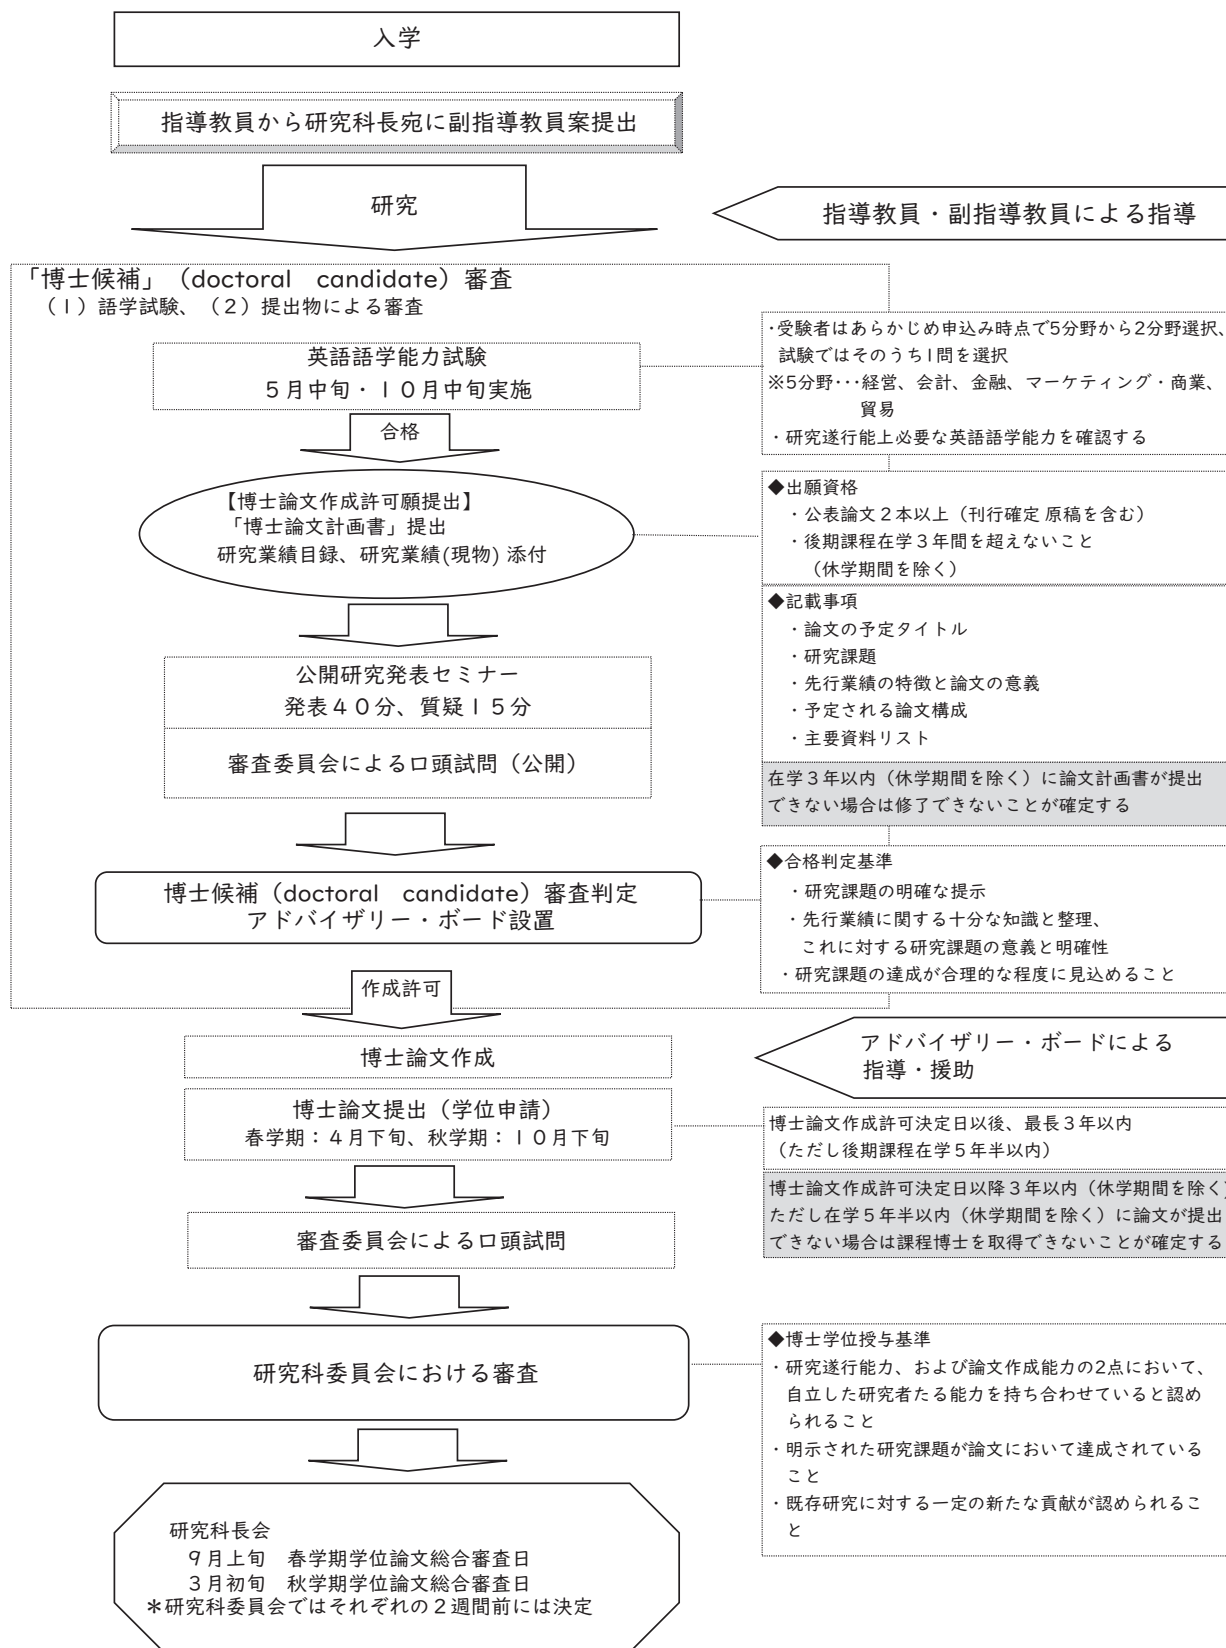 入学
指導教員から研究科長宛に副指導教員案提出
研究
指導教員・副指導教員による指導
「博士候補」（doctoral　candidate）審査
（１）語学試験、（２）提出物による審査
英語語学能力試験
５月中旬・１０月中旬実施
・受験者はあらかじめ申込み時点で5分野から2分野選択、
試験ではそのうち1問を選択
※5分野･･･経営、会計、金融、マーケティング・商業、
貿易
・研究遂行能上必要な英語語学能力を確認する
合格
【博士論文作成許可願提出】
「博士論文計画書」提出
研究業績目録、研究業績(現物) 添付
◆出願資格
・公表論文２本以上（刊行確定 原稿を含む）
・後期課程在学３年間を超えないこと
（休学期間を除く）
◆記載事項
・論文の予定タイトル
・研究課題
・先行業績の特徴と論文の意義
・予定される論文構成
・主要資料リスト
在学３年以内（休学期間を除く）に論文計画書が提出
できない場合は修了できないことが確定する
公開研究発表セミナー
発表４０分、質疑１５分
審査委員会による口頭試問（公開）
博士候補（doctoral　candidate）審査判定
アドバイザリー・ボード設置
◆合格判定基準
・研究課題の明確な提示
・先行業績に関する十分な知識と整理、
これに対する研究課題の意義と明確性
・研究課題の達成が合理的な程度に見込めること
作成許可
博士論文作成
アドバイザリー・ボードによる
指導・援助
博士論文提出（学位申請）
春学期：４月下旬、秋学期：１０月下旬
博士論文作成許可決定日以後、最長３年以内
（ただし後期課程在学５年半以内）
博士論文作成許可決定日以降３年以内（休学期間を除く）
ただし在学５年半以内（休学期間を除く）に論文が提出
できない場合は課程博士を取得できないことが確定する
審査委員会による口頭試問
研究科委員会における審査
◆博士学位授与基準
・研究遂行能力、および論文作成能力の2点において、
自立した研究者たる能力を持ち合わせていると認め
られること
・明示された研究課題が論文において達成されている
こと
・既存研究に対する一定の新たな貢献が認められるこ
と
研究科長会
９月上旬　春学期学位論文総合審査日
３月初旬　秋学期学位論文総合審査日
＊研究科委員会ではそれぞれの２週間前には決定